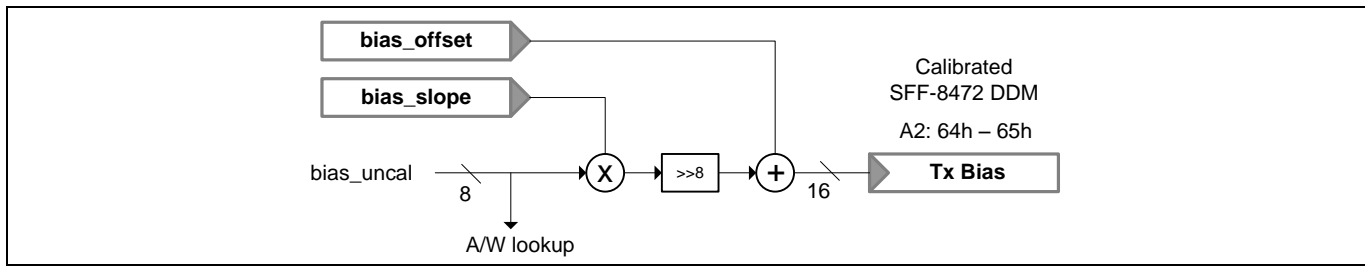 bias_offset
Calibrated
SFF-8472 DDM
bias_slope
A2: 64h – 65h
bias_uncal
8
X
>>8
+
16
Tx Bias
A/W lookup